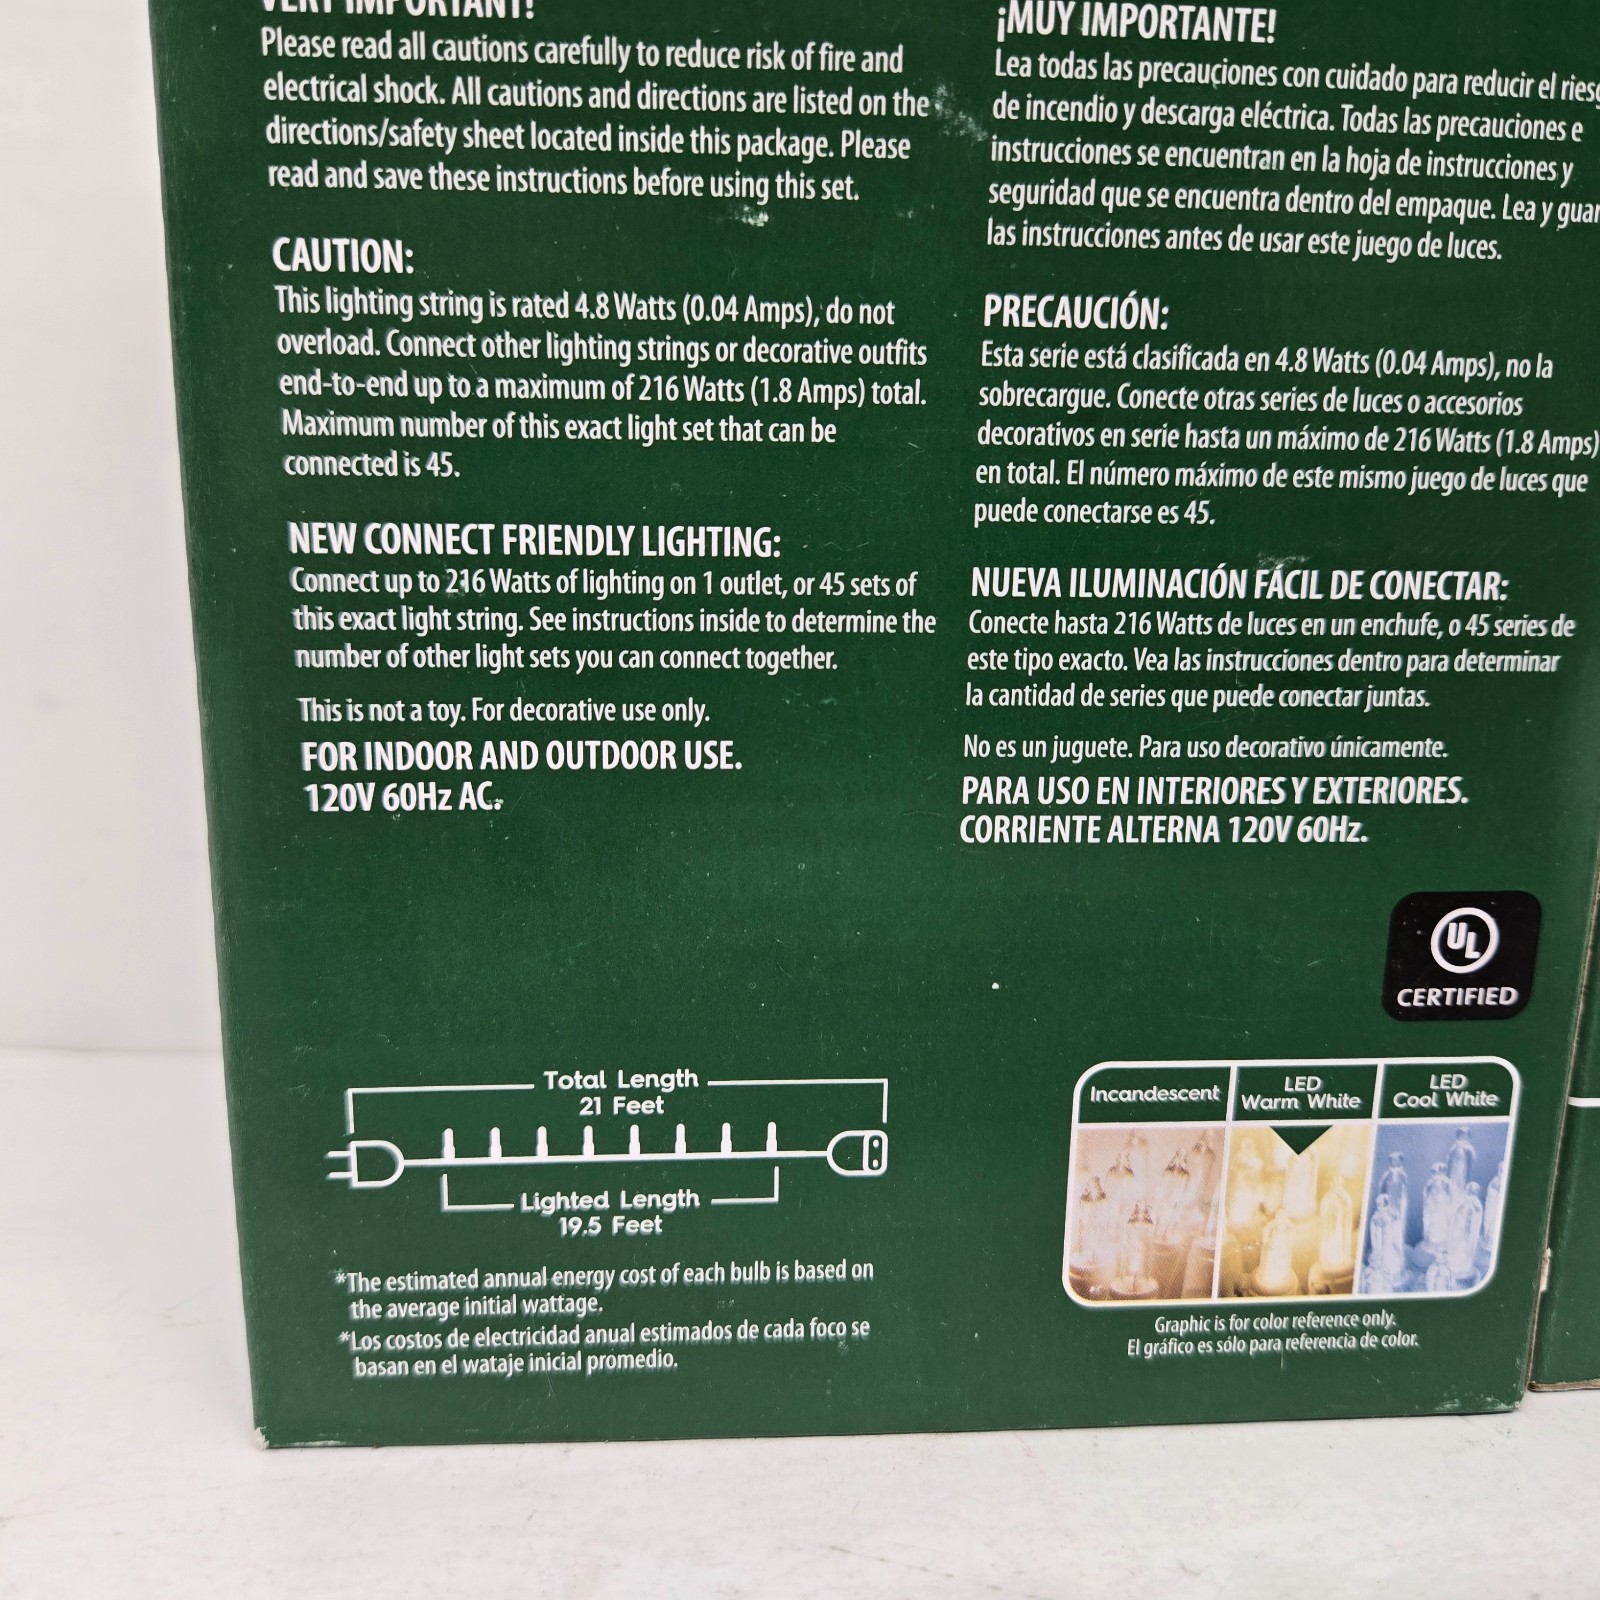 VERY IMPORTANT!
Please read all cautions carefully to reduce risk of fire and
electrical shock. All cautions and directions are listed on the
directions/safety sheet located inside this package. Please
read and save these instructions before using this set.
CAUTION:
This lighting string is rated 4.8 Watts (0.04 Amps), do not
overload. Connect other lighting strings or decorative outfits
end-to-end up to a maximum of 216 Watts (1.8 Amps) total.
Maximum number of this exact light set that can be
connected is 45.
NEW CONNECT FRIENDLY LIGHTING:
Connect up to 216 Watts of lighting on 1 outlet, or 45 sets of
this exact light string. See instructions inside to determine the
number of other light sets you can connect together.
This is not a toy. For decorative use only.
FOR INDOOR AND OUTDOOR USE.
120V 60Hz AC.
¡MUY IMPORTANTE!
Lea todas las precauciones con cuidado para reducir el
de incendio y descarga eléctrica. Todas las precauciones e
instrucciones se encuentran en la hoja de instrucciones y
seguridad que se encuentra dentro del empaque. Lea y
las instrucciones antes de usar este juego de luces.
PRECAUCIÓN:
Esta serie está clasificada en 4.8 Watts (0.04 Amps), no la
sobrecargue. Conecte otras series de luces o accesorios
decorativos en serie hasta un máximo de 216 Watts (1.8 Amps)
en total. El número máximo de este mismo juego de luces que
puede conectarse es 45.
NUEVA ILUMINACIÓN FÁCIL DE CONECTAR:
Conecte hasta 216 Watts de luces en un enchufe, o 45 series de
este tipo exacto. Vea las instrucciones dentro para determinar
la cantidad de series que puede conectar juntas.
No es un juguete. Para uso decorativo únicamente.
PARA USO EN INTERIORES Y EXTERIORES.
CORRIENTE ALTERNA 120V 60Hz.
UL
CERTIFIED
Total Length
21 Feet
Lighted Length
19.5 Feet
*The estimated annual energy cost of each bulb is based on
the average initial wattage.
*Los costos de electricidad anual estimados de cada foco se
basan en el wataje inicial promedio.
Incandescent
LED
Warm White
LED
Cool White
Graphic is for color reference only.
El gráfico es sólo para referencia de color.